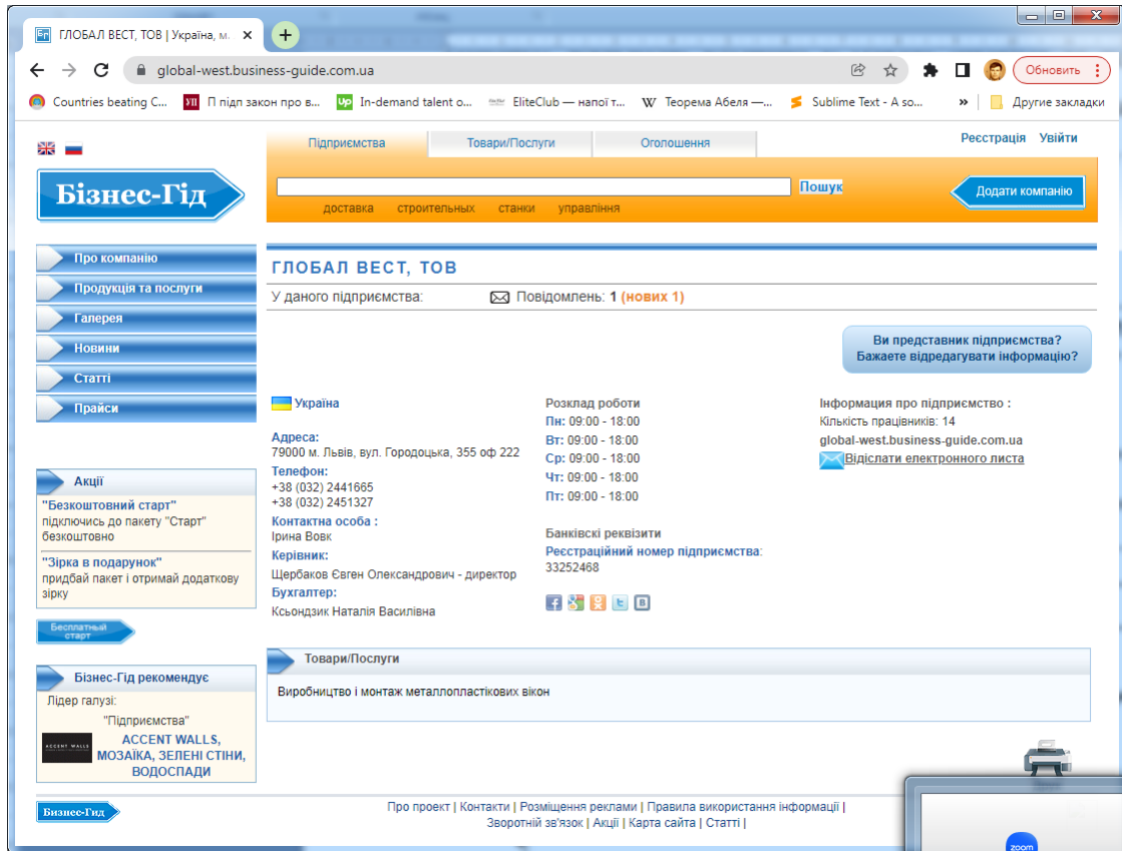 ГЛОБАЛ ВЕСТ, ТОВ | Україна, м.
global-west.business-guide.com.ua
Обновить
Countries beating C...
УП
П підп закон про в...
Up
In-demand talent o...
EliteClub — напої т...
W
Теорема Абеля —...
Sublime Text - A so...
»
Другие закладки
Підприємства
Товари/Послуги
Оголошення
Реєстрація Увійти
Бізнес-Гід
Пошук
Додати компанію
доставка строительных станки управління
Про компанію
Продукція та послуги
Галерея
Новини
Статті
Прайси
ГЛОБАЛ ВЕСТ, ТОВ
У даного підприємства:
Повідомлень: 1 (нових 1)
Ви представник підприємства?
Бажаете відредагувати інформацію?
Україна
Адреса:
79000 м. Львів, вул. Городоцька, 355 оф 222
Телефон:
+38 (032) 2441665
+38 (032) 2451327
Контактна особа :
Ірина Вовк
Керівник:
Щербаков Євген Олександрович - директор
Бухгалтер:
Ксьондзик Наталія Василівна
Розклад роботи
Пн: 09:00 - 18:00
Вт: 09:00 - 18:00
Ср: 09:00 - 18:00
Чт: 09:00 - 18:00
Пт: 09:00 - 18:00
Банківскі реквізити
Реєстраційний номер підприємства:
33252468
Інформация про підприємство :
Кількість працівників: 14
global-west.business-guide.com.ua
Відіслати електронного листа
Акції
"Безкоштовний старт"
підключись до пакету "Старт"
безкоштовно
"Зірка в подарунок"
придбай пакет і отримай додаткову
зірку
Бесплатный
старт
Бізнес-Гід рекомендує
Лідер галузі:
"Підприємства"
ACCENT WALLS
ACCENT WALLS,
МОЗАЇКА, ЗЕЛЕНІ СТІНИ,
ВОДОСПАДИ
Товари/Послуги
Виробництво і монтаж металлопластікових вікон
Бизнес-Гид
Про проект | Контакти | Розміщення реклами | Правила використання інформації |
Зворотній зв'язок | Акції | Карта сайта | Статті |
zoom